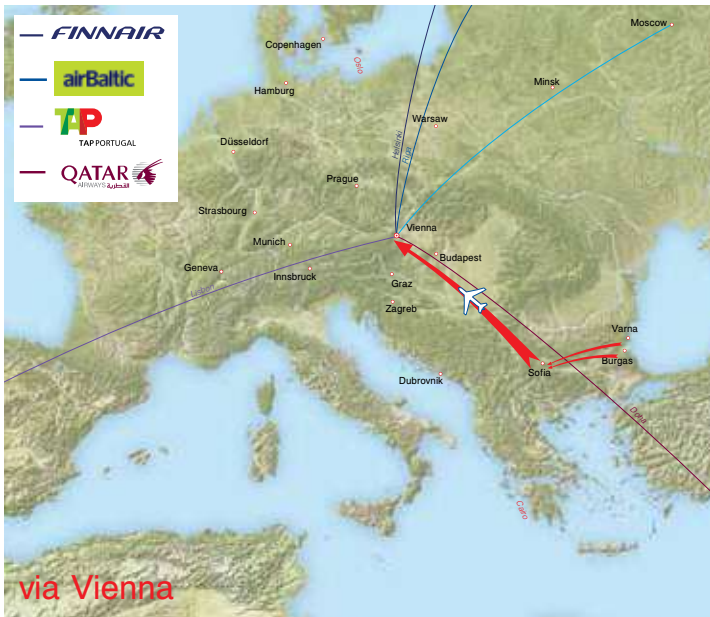 FINNAIR
airBaltic
TAP
TAP PORTUGAL
QATAR
AIRWAYS القطرية
Moscow
Copenhagen
Oslo
Minsk
Hamburg
Warsaw
Helsinki
Riga
Düsseldorf
Prague
Strasbourg
Vienna
Munich
Budapest
Geneva
Innsbruck
Graz
Lisbon
Zagreb
Varna
Burgas
Sofia
Dubrovnik
Doha
Cairo
via Vienna